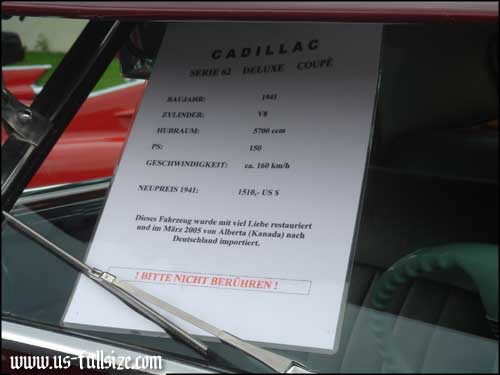 CADILLAC
SERIE 62 DELUXE COUPÉ
BAUJAHR: 1941
ZYLINDER: V8
HUBRAUM: 5700 ccm
PS: 150
GESCHWINDIGKEIT: ca. 160 km/h
NEUPREIS 1941: 1510,- US $
Dieses Fahrzeug wurde mit viel Liebe restauriert
und im März 2005 von Alberta (Kanada) nach
Deutschland importiert.
! BITTE NICHT BERÜHREN !
www.us-fullsize.com